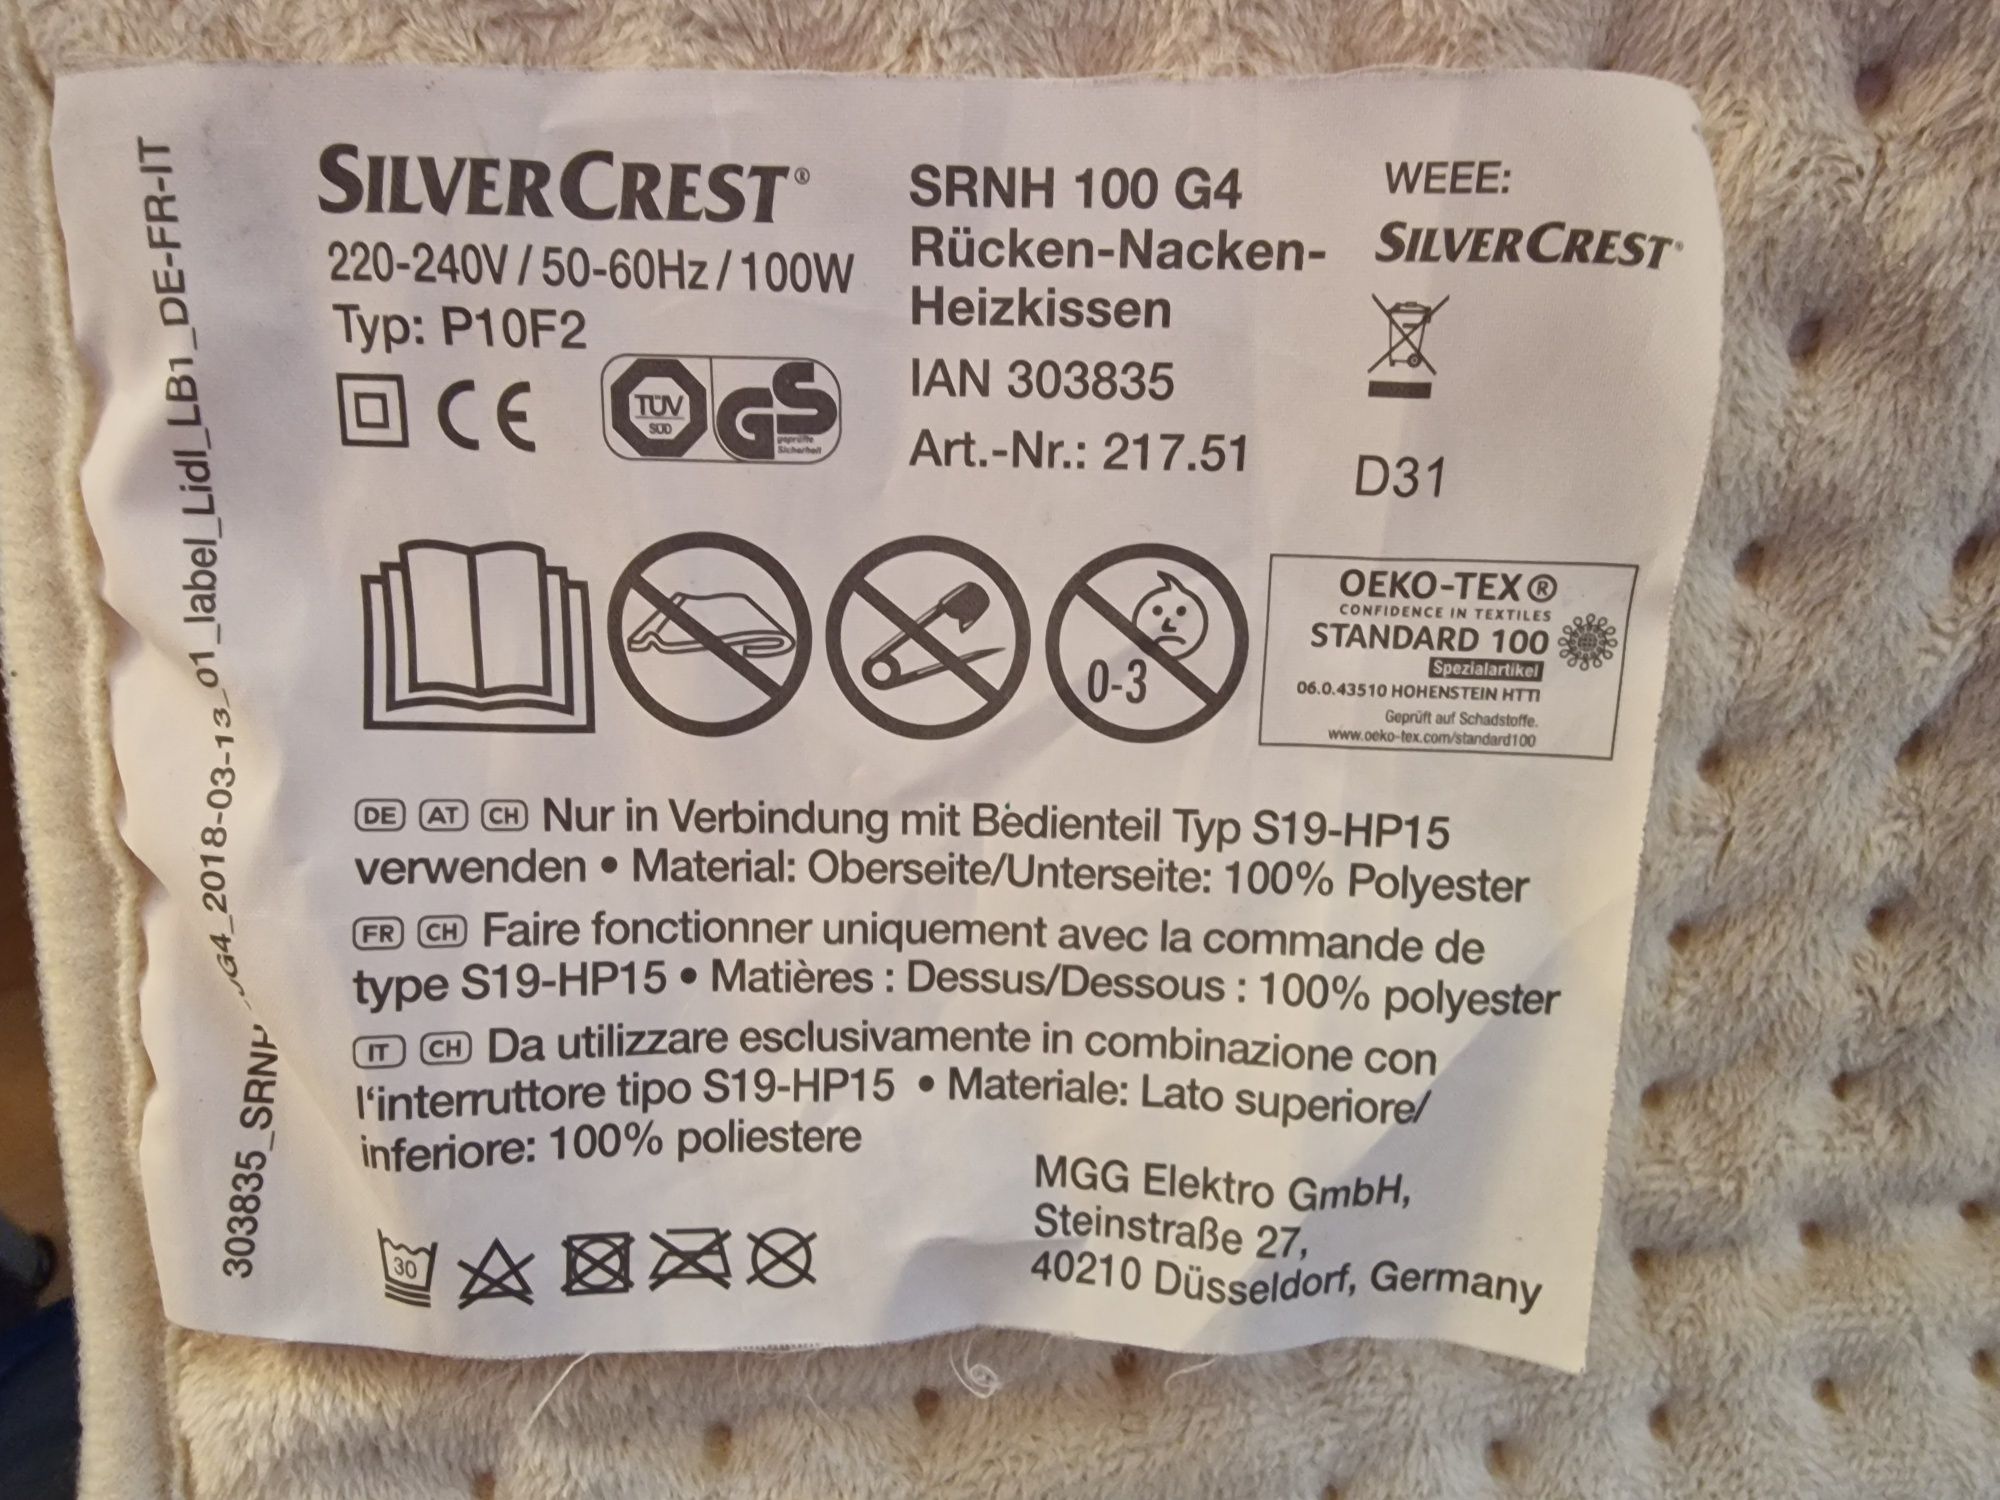 SILVERCREST®
220-240V / 50-60Hz / 100W
Typ: P10F2
CE
TÜV
SÜD
GS
geprüfte
Sicherheit
SRNH 100 G4
Rücken-Nacken-
Heizkissen
IAN 303835
Art.-Nr.: 217.51
WEEE:
SILVERCREST®
D31
0-3
OEKO-TEX®
CONFIDENCE IN TEXTILES
STANDARD 100
Spezialartikel
06.0.43510 HOHENSTEIN HTTI
Geprüft auf Schadstoffe.
www.oeko-tex.com/standard100
DE AT CH Nur in Verbindung mit Bedienteil Typ S19-HP15
verwenden • Material: Oberseite/Unterseite: 100% Polyester
FR CH Faire fonctionner uniquement avec la commande de
type S19-HP15 • Matières : Dessus/Dessous : 100% polyester
IT CH Da utilizzare esclusivamente in combinazione con
l‘interruttore tipo S19-HP15 • Materiale: Lato superiore/
inferiore: 100% poliestere
30
MGG Elektro GmbH,
Steinstraße 27,
40210 Düsseldorf, Germany
G4_2018-03-13_01_label_Lidl_LB1_DE-FR-IT